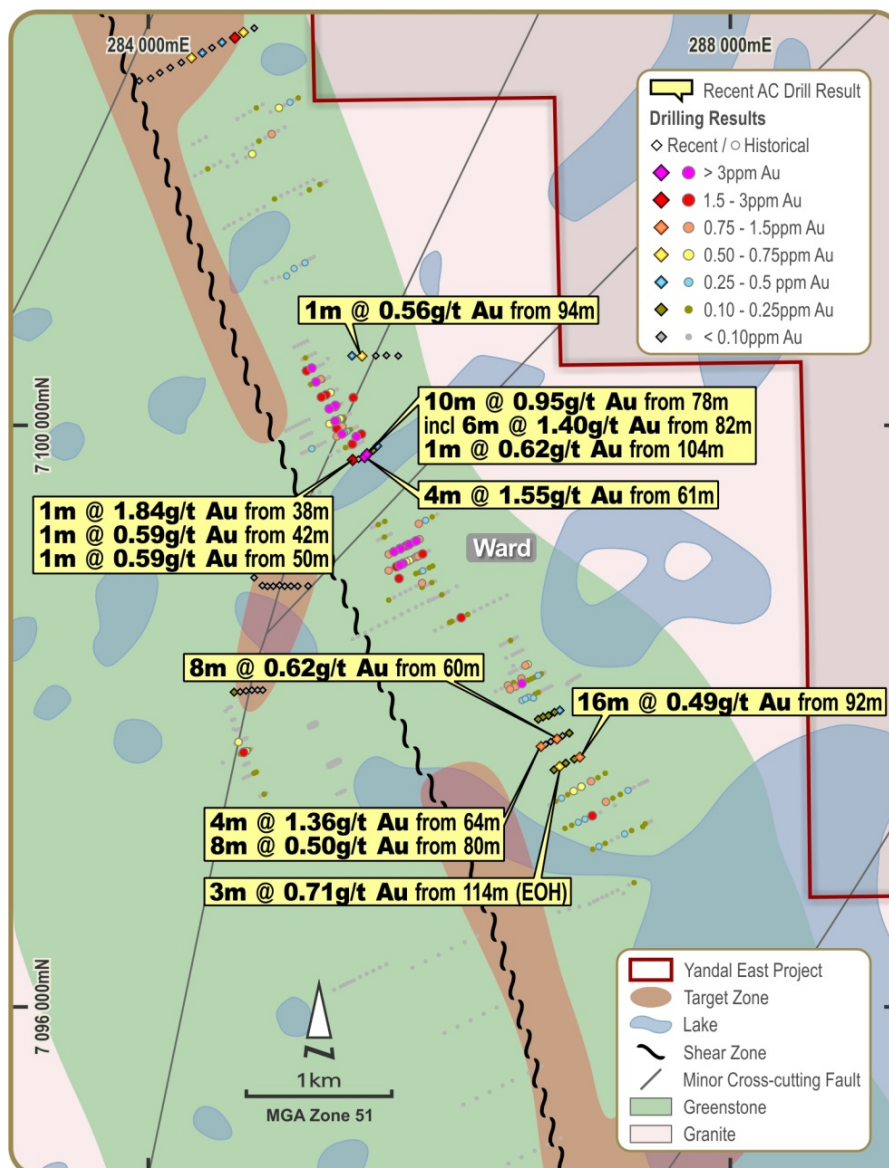 284 000mE
288 000mE
Recent AC Drill Result
Drilling Results
Recent / Historical
> 3ppm Au
1.5 - 3ppm Au
0.75 - 1.5ppm Au
0.50 - 0.75ppm Au
0.25 - 0.5 ppm Au
0.10 - 0.25ppm Au
< 0.10ppm Au
1m @ 0.56g/t Au from 94m
7 100 000mN
10m @ 0.95g/t Au from 78m
incl 6m @ 1.40g/t Au from 82m
1m @ 0.62g/t Au from 104m
4m @ 1.55g/t Au from 61m
1m @ 1.84g/t Au from 38m
1m @ 0.59g/t Au from 42m
1m @ 0.59g/t Au from 50m
Ward
8m @ 0.62g/t Au from 60m
16m @ 0.49g/t Au from 92m
4m @ 1.36g/t Au from 64m
8m @ 0.50g/t Au from 80m
3m @ 0.71g/t Au from 114m (EOH)
7 096 000mN
N
1km
MGA Zone 51
Yandal East Project
Target Zone
Lake
Shear Zone
Minor Cross-cutting Fault
Greenstone
Granite